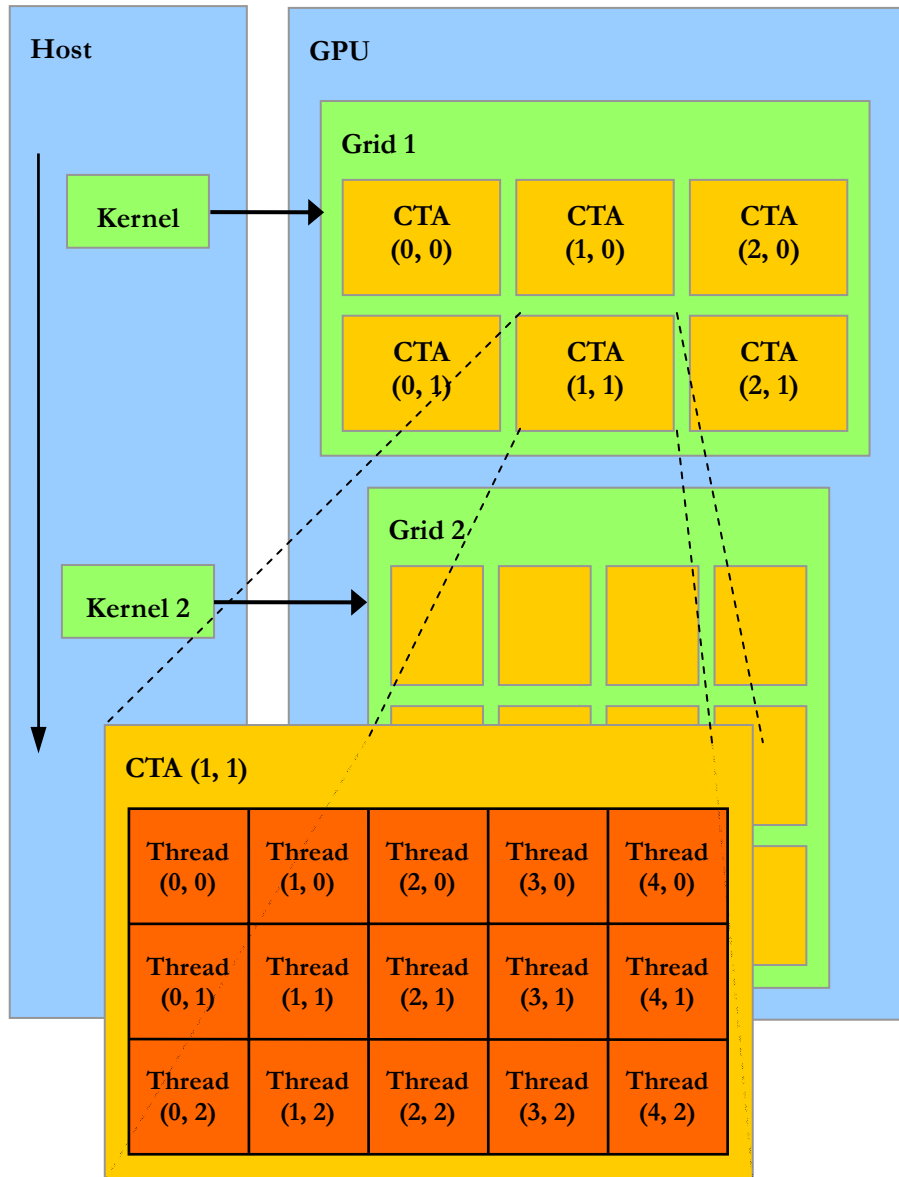 Host
GPU
Grid 1
Kernel
CTA
(0, 0)
CTA
(1, 0)
CTA
(2, 0)
CTA
(0, 1)
CTA
(1, 1)
CTA
(2, 1)
Grid 2
Kernel 2
CTA (1, 1)
Thread
(0, 0)
Thread
(1, 0)
Thread
(2, 0)
Thread
(3, 0)
Thread
(4, 0)
Thread
(0, 1)
Thread
(1, 1)
Thread
(2, 1)
Thread
(3, 1)
Thread
(4, 1)
Thread
(0, 2)
Thread
(1, 2)
Thread
(2, 2)
Thread
(3, 2)
Thread
(4, 2)